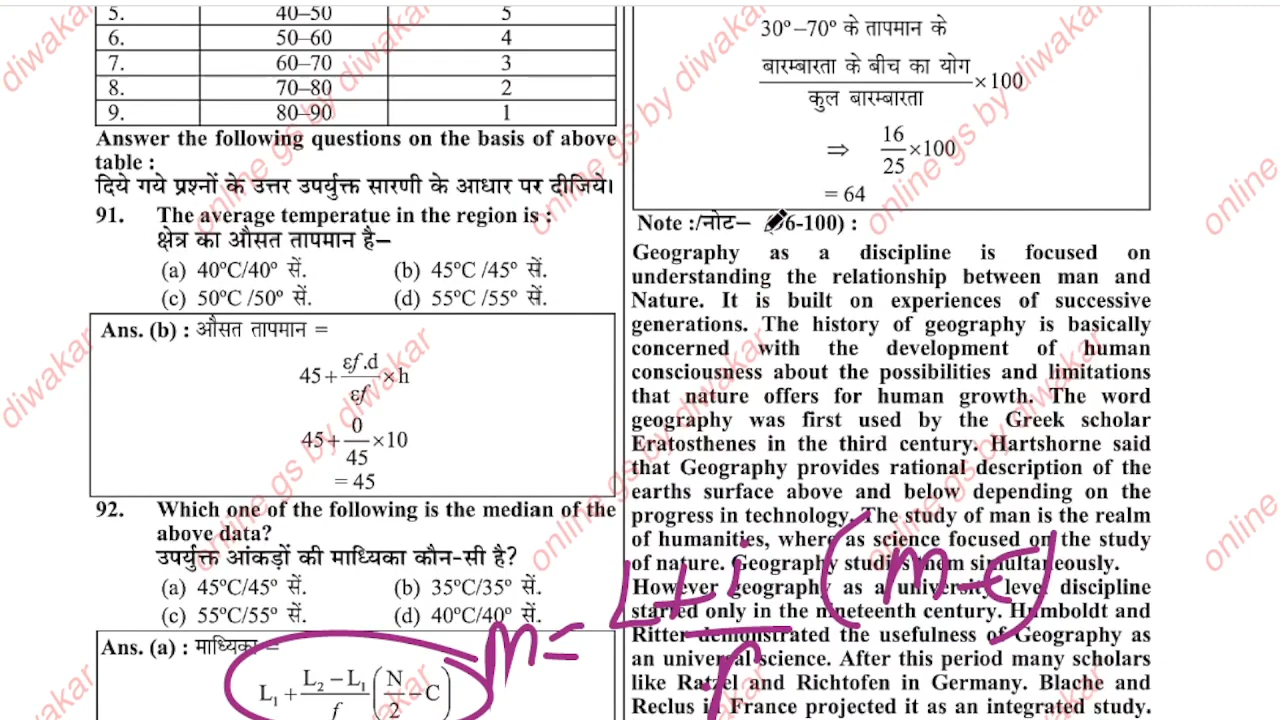 5. 40–50 5
6. 50–60 4
7. 60–70 3
8. 70–80 2
9. 80–90 1
Answer the following questions on the basis of above
table :
दिये गये प्रश्नों के उत्तर उपर्युक्त सारणी के आधार पर दीजिये।
91. The average temperatue in the region is :
क्षेत्र का औसत तापमान है–
(a) 40ºC/40º सें. (b) 45ºC /45º सें.
(c) 50ºC /50º सें. (d) 55ºC /55º सें.
Ans. (b) : औसत तापमान =
45 + εf.d / εf × h
45 + 0 / 45 × 10
= 45
92. Which one of the following is the median of the
above data?
उपर्युक्त आंकड़ों की माध्यिका कौन-सी है?
(a) 45ºC/45º सें. (b) 35ºC/35º सें.
(c) 55ºC/55º सें. (d) 40ºC/40º सें.
Ans. (a) : माध्यिका =
L₁ + L₂ – L₁ / f (N / 2 – C)
30º –70º के तापमान के
बारम्बारता के बीच का योग / कुल बारम्बारता × 100
⇒ 16 / 25 × 100
= 64
Note :/नोट– 6-100) :
Geography as a discipline is focused on
understanding the relationship between man and
Nature. It is built on experiences of successive
generations. The history of geography is basically
concerned with the development of human
consciousness about the possibilities and limitations
that nature offers for human growth. The word
geography was first used by the Greek scholar
Eratosthenes in the third century. Hartshorne said
that Geography provides rational description of the
earths surface above and below depending on the
progress in technology. The study of man is the realm
of humanities, where as science focused on the study
of nature. Geography studies them simultaneously.
However geography as a university level discipline
started only in the nineteenth century. Humboldt and
Ritter demonstrated the usefulness of Geography as
an universal science. After this period many scholars
like Ratzel and Richtofen in Germany. Blache and
Reclus in France projected it as an integrated study.
m = L + i / f (m – c)
online gs by diwakar